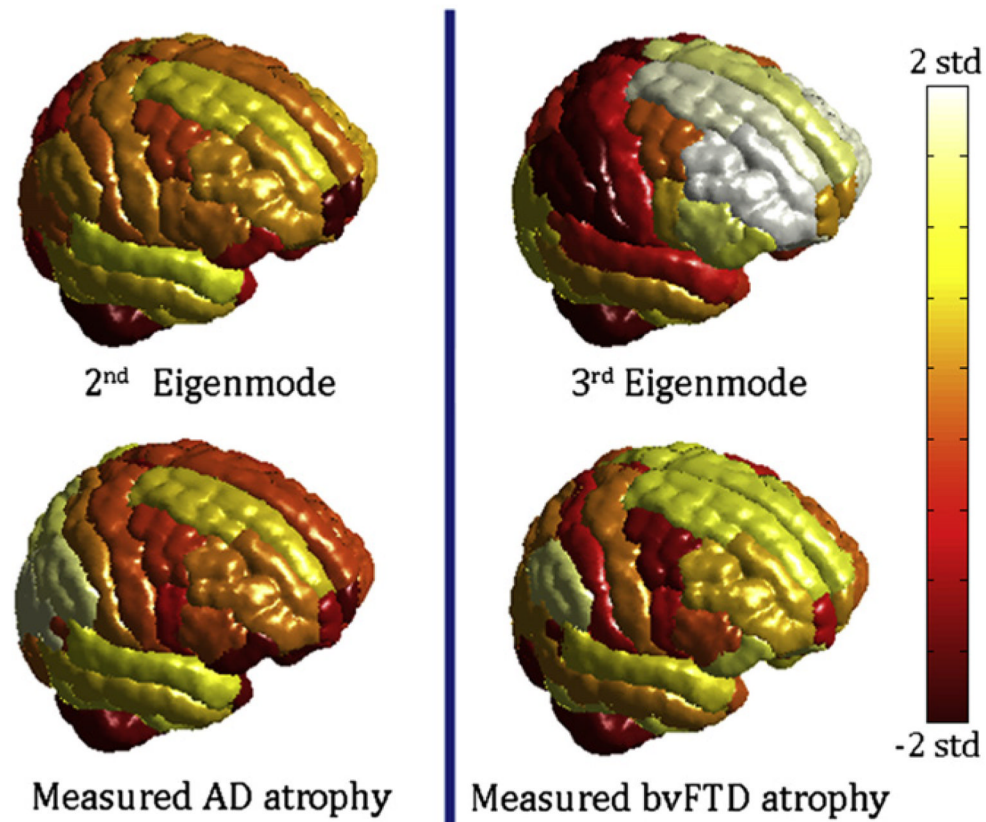 2 std
2nd Eigenmode
3rd Eigenmode
-2 std
Measured AD atrophy
Measured bvFTD atrophy